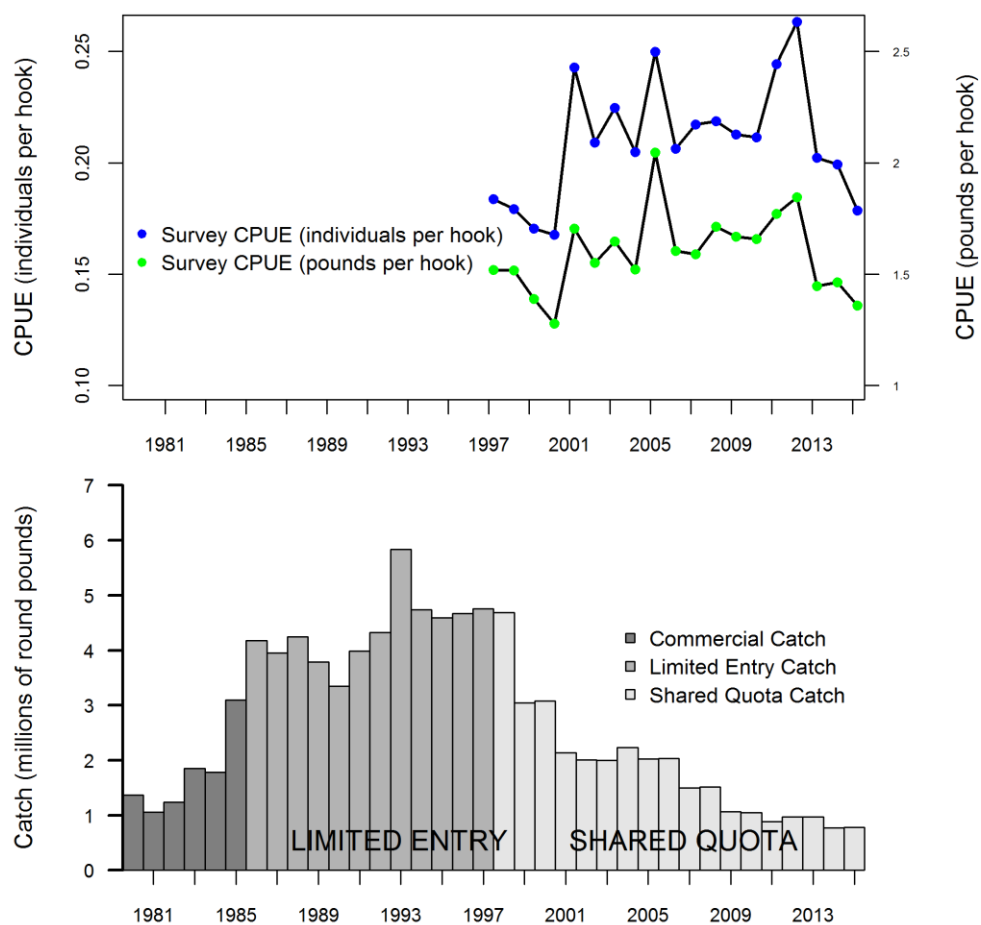 CPUE (individuals per hook)
0.25
0.20
0.15
0.10
2.5
2
1.5
1
CPUE (pounds per hook)
Survey CPUE (individuals per hook)
Survey CPUE (pounds per hook)
1981 1985 1989 1993 1997 2001 2005 2009 2013
Catch (millions of round pounds)
7
6
5
4
3
2
1
0
Commercial Catch
Limited Entry Catch
Shared Quota Catch
LIMITED ENTRY SHARED QUOTA
1981 1985 1989 1993 1997 2001 2005 2009 2013